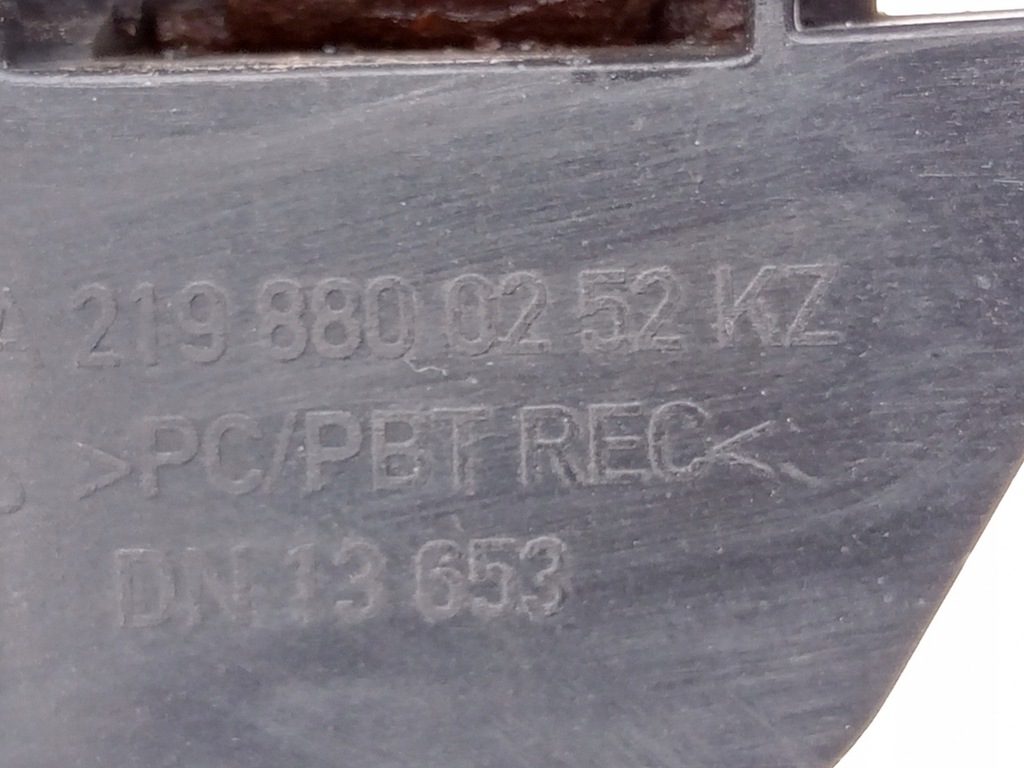 219 880 02 52 KZ
>PC/PBT REC<
DN 13 653